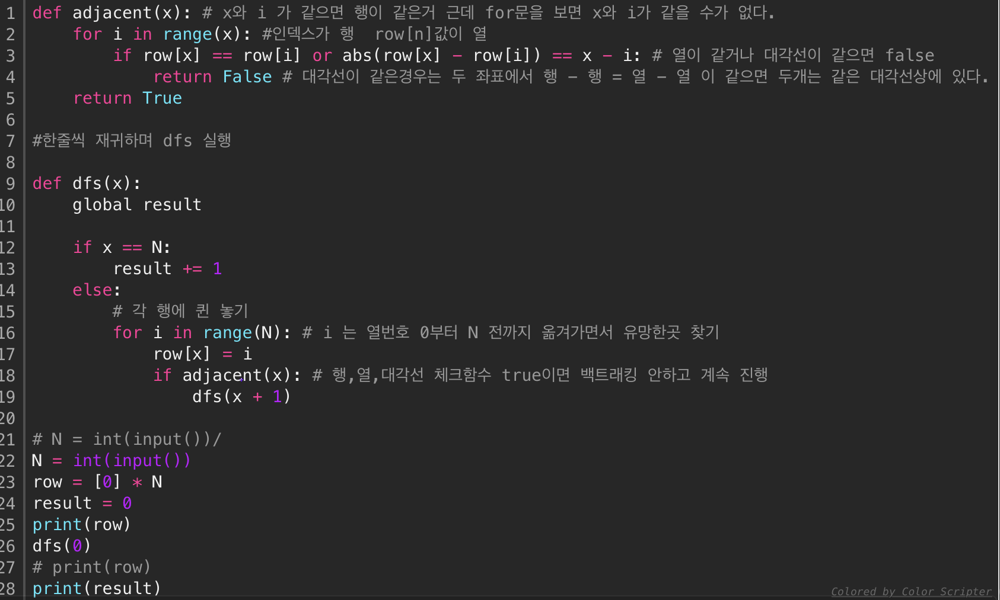 1 def adjacent(x): # x와 i 가 같으면 행이 같은거 근데 for문을 보면 x와 i가 같을 수가 없다.
2     for i in range(x): #인덱스가 행  row[n]값이 열
3         if row[x] == row[i] or abs(row[x] - row[i]) == x - i: # 열이 같거나 대각선이 같으면 false
4             return False # 대각선이 같은경우는 두 좌표에서 행 - 행 = 열 - 열 이 같으면 두개는 같은 대각선상에 있다.
5     return True
6
7 #한줄씩 재귀하며 dfs 실행
8
9 def dfs(x):
10     global result
11
12     if x == N:
13         result += 1
14     else:
15         # 각 행에 퀸 놓기
16         for i in range(N): # i 는 열번호 0부터 N 전까지 옮겨가면서 유망한곳 찾기
17             row[x] = i
18             if adjacent(x): # 행,열,대각선 체크함수 true이면 백트래킹 안하고 계속 진행
19                 dfs(x + 1)
20
21 # N = int(input())/
22 N = int(input())
23 row = [0] * N
24 result = 0
25 print(row)
26 dfs(0)
27 # print(row)
28 print(result)
Colored by Color Scripter